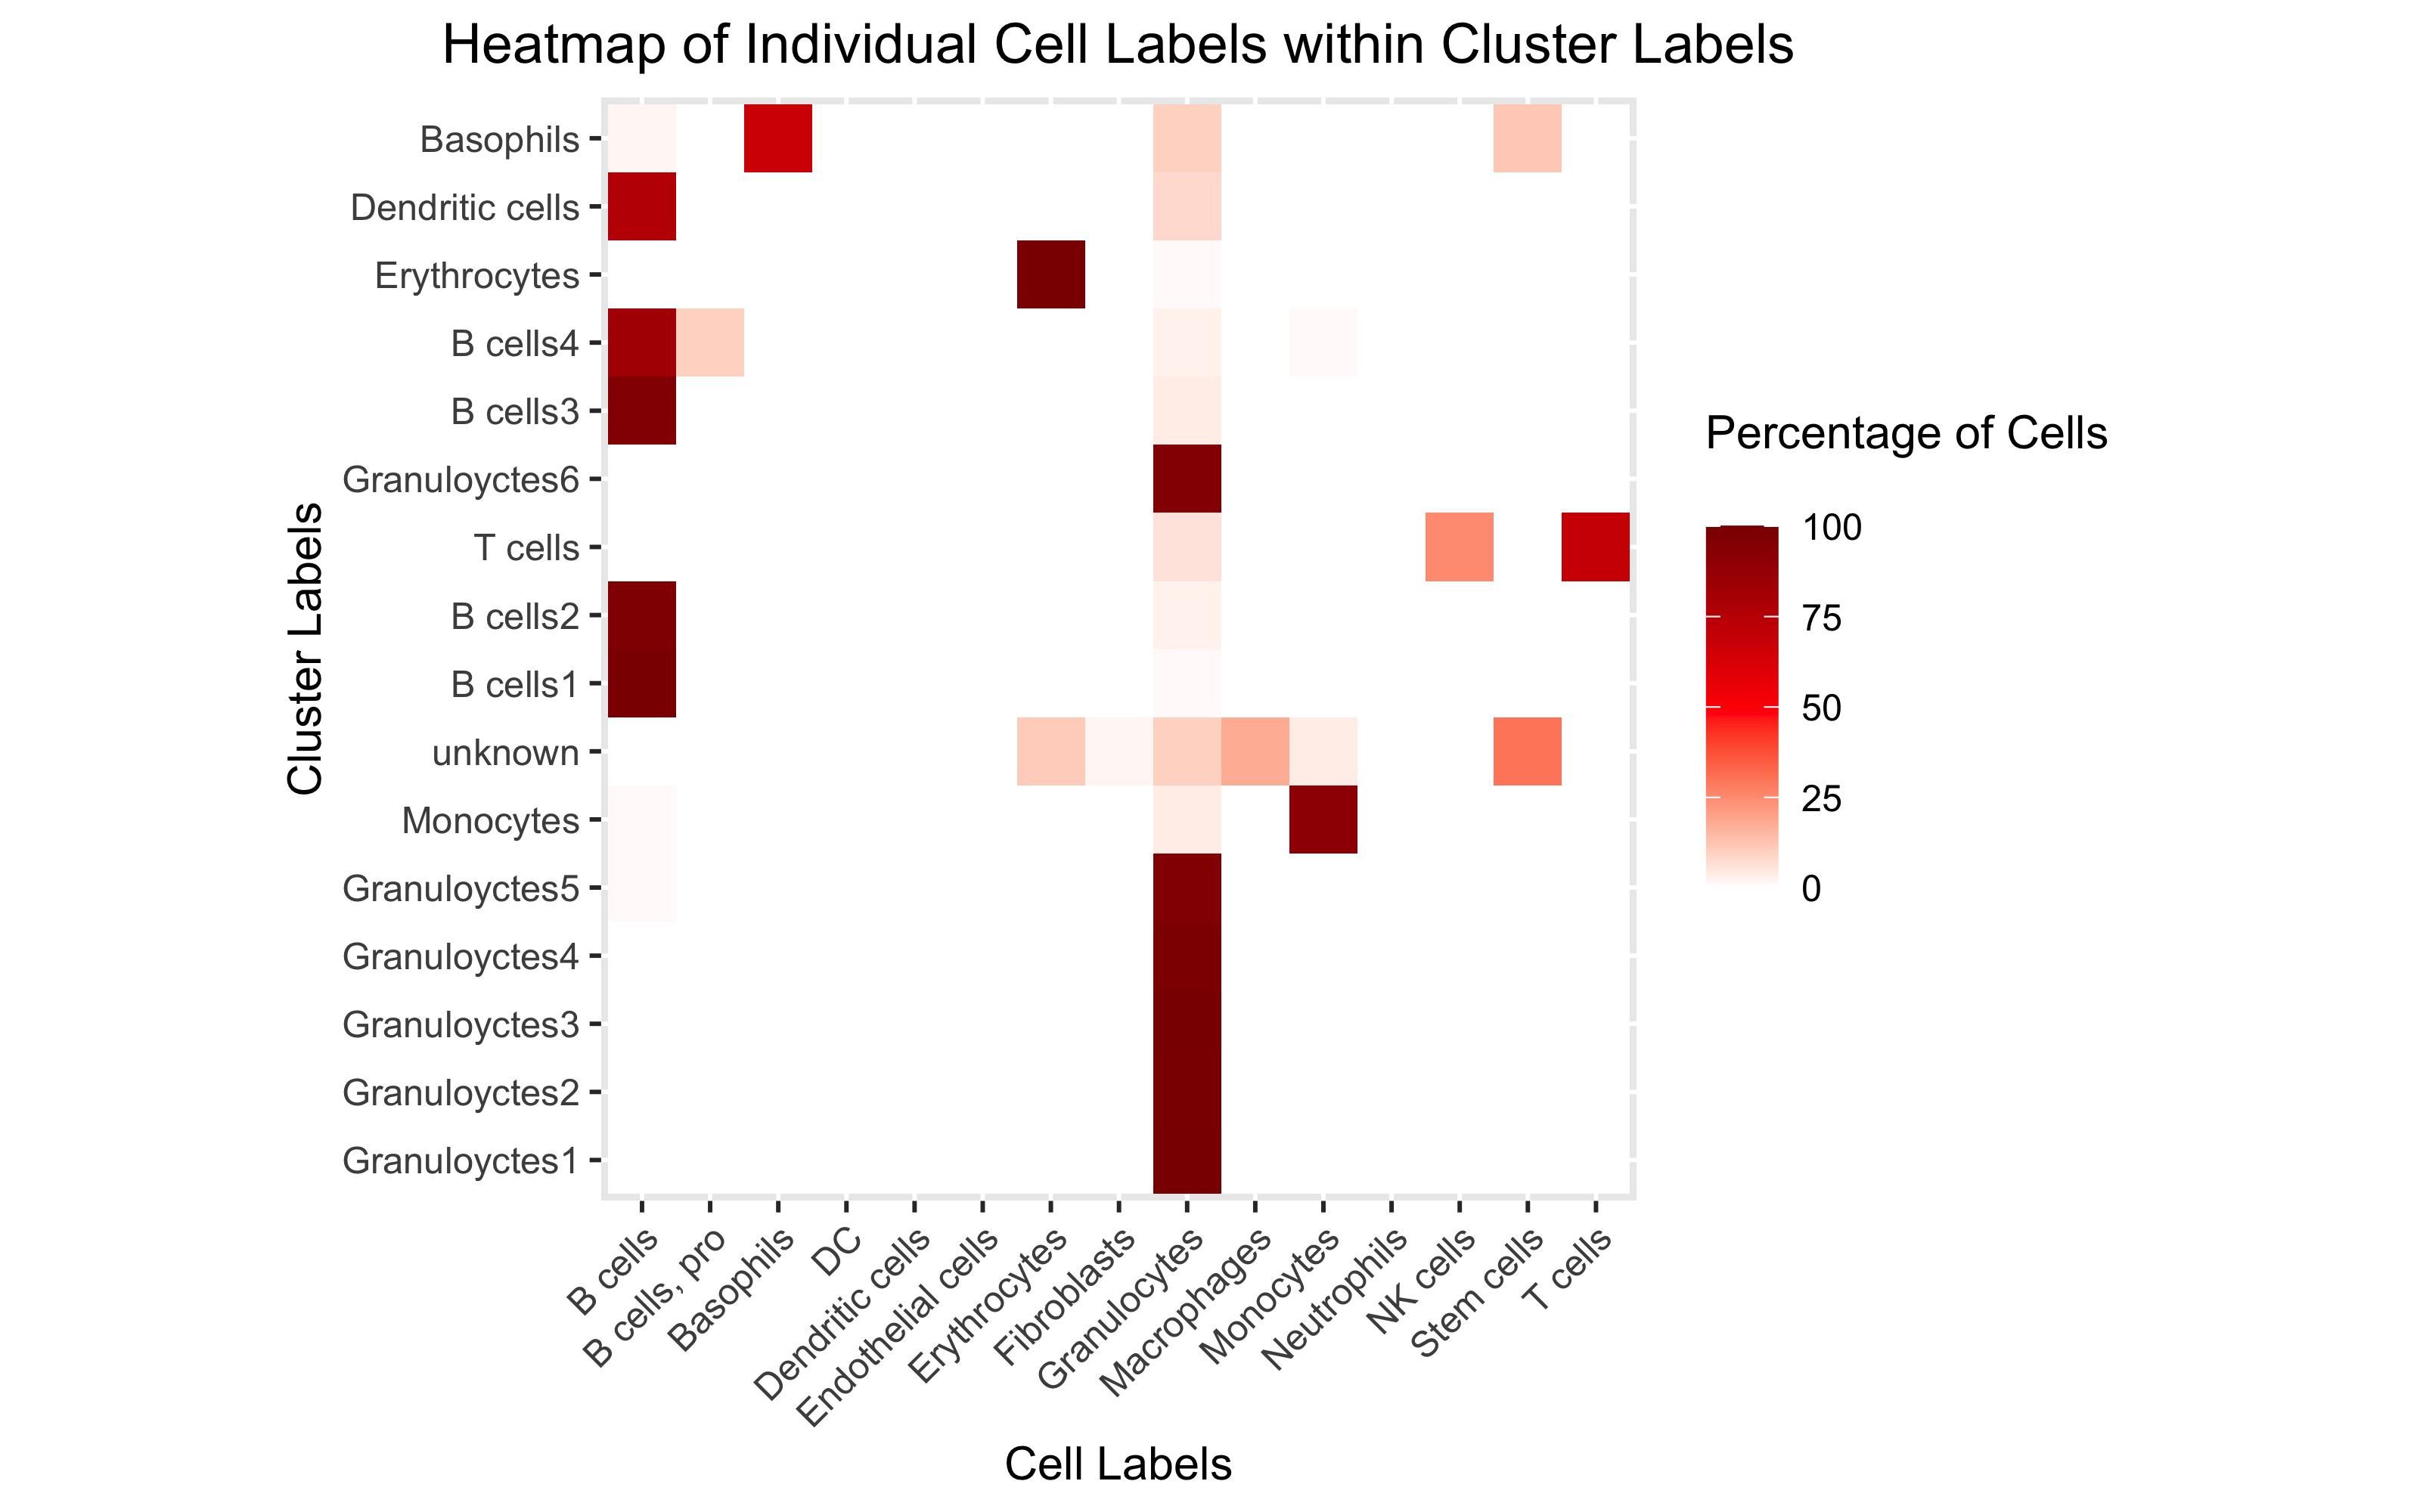 Heatmap of Individual Cell Labels within Cluster Labels
Basophils
Dendritic cells
Erythrocytes
B cells4
B cells3
Granuloyctes6
T cells
B cells2
B cells1
unknown
Monocytes
Granuloyctes5
Granuloyctes4
Granuloyctes3
Granuloyctes2
Granuloyctes1
Cluster Labels
B cells
B cells, pro
Basophils
DC
Dendritic cells
Endothelial cells
Erythrocytes
Fibroblasts
Granulocytes
Macrophages
Monocytes
Neutrophils
NK cells
Stem cells
T cells
Cell Labels
Percentage of Cells
100
75
50
25
0